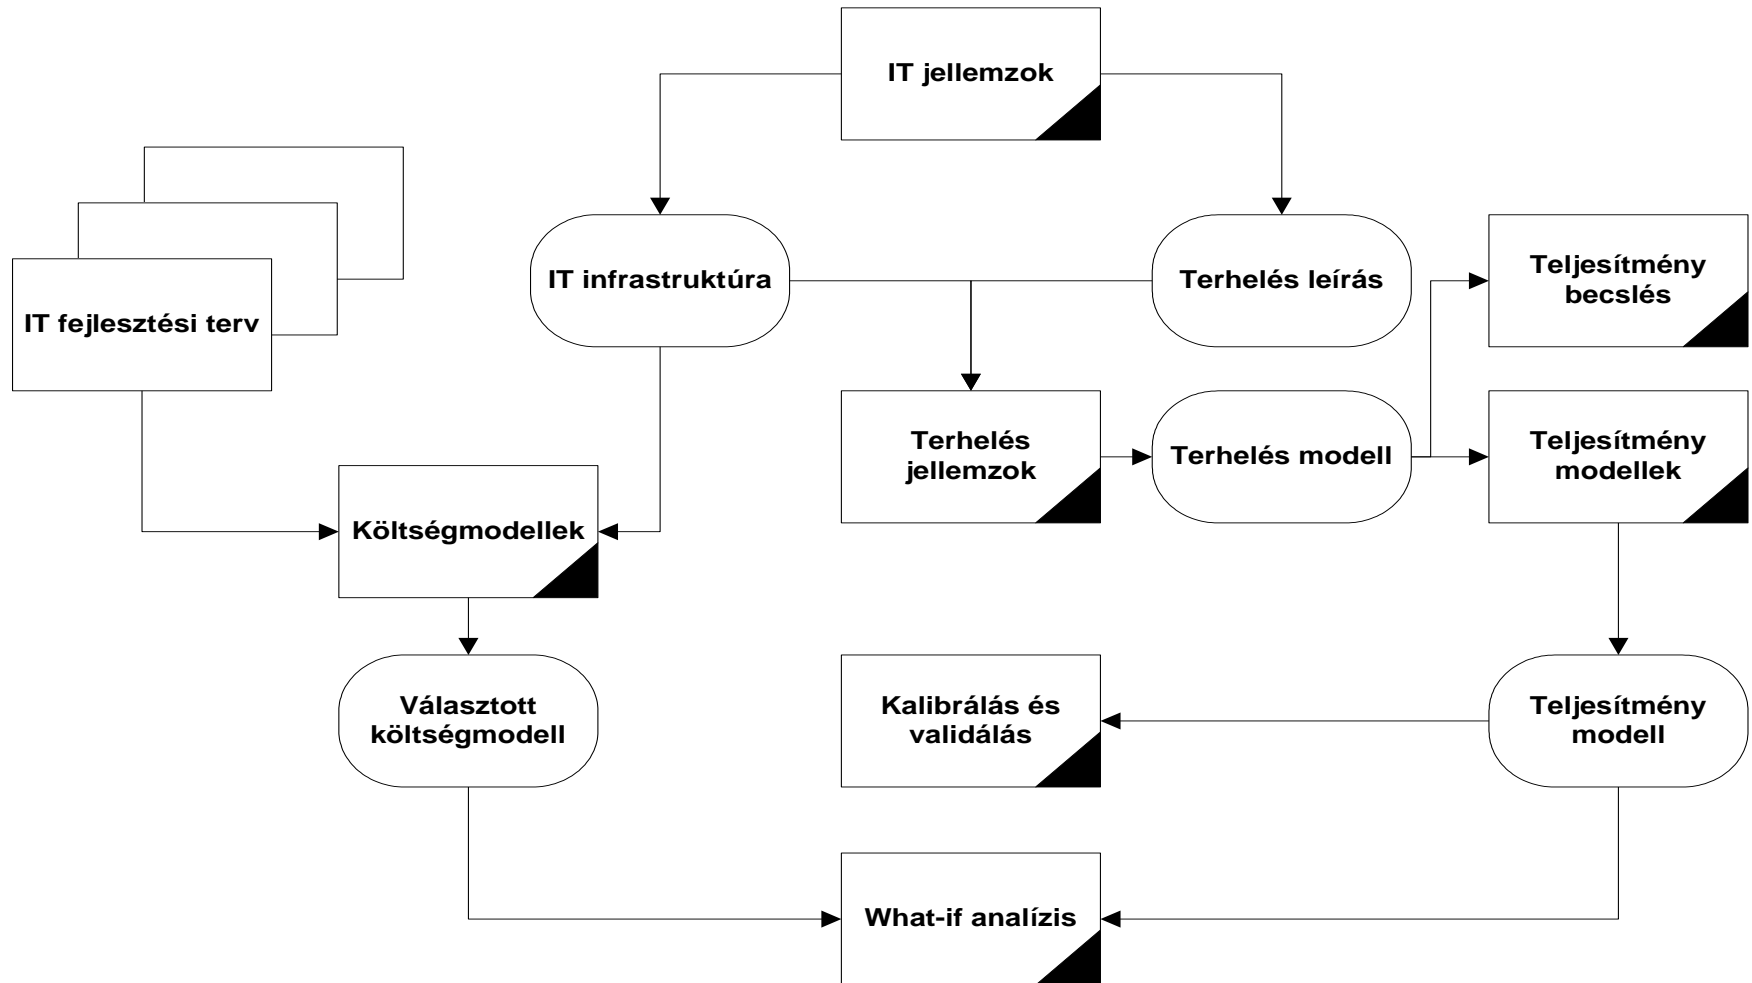 IT jellemzok
IT infrastruktúra
Terhelés leírás
Teljesítmény
becslés
IT fejlesztési terv
Terhelés
jellemzok
Terhelés modell
Teljesítmény
modellek
Költségmodellek
Választott
költségmodell
Kalibrálás és
validálás
Teljesítmény
modell
What-if analízis